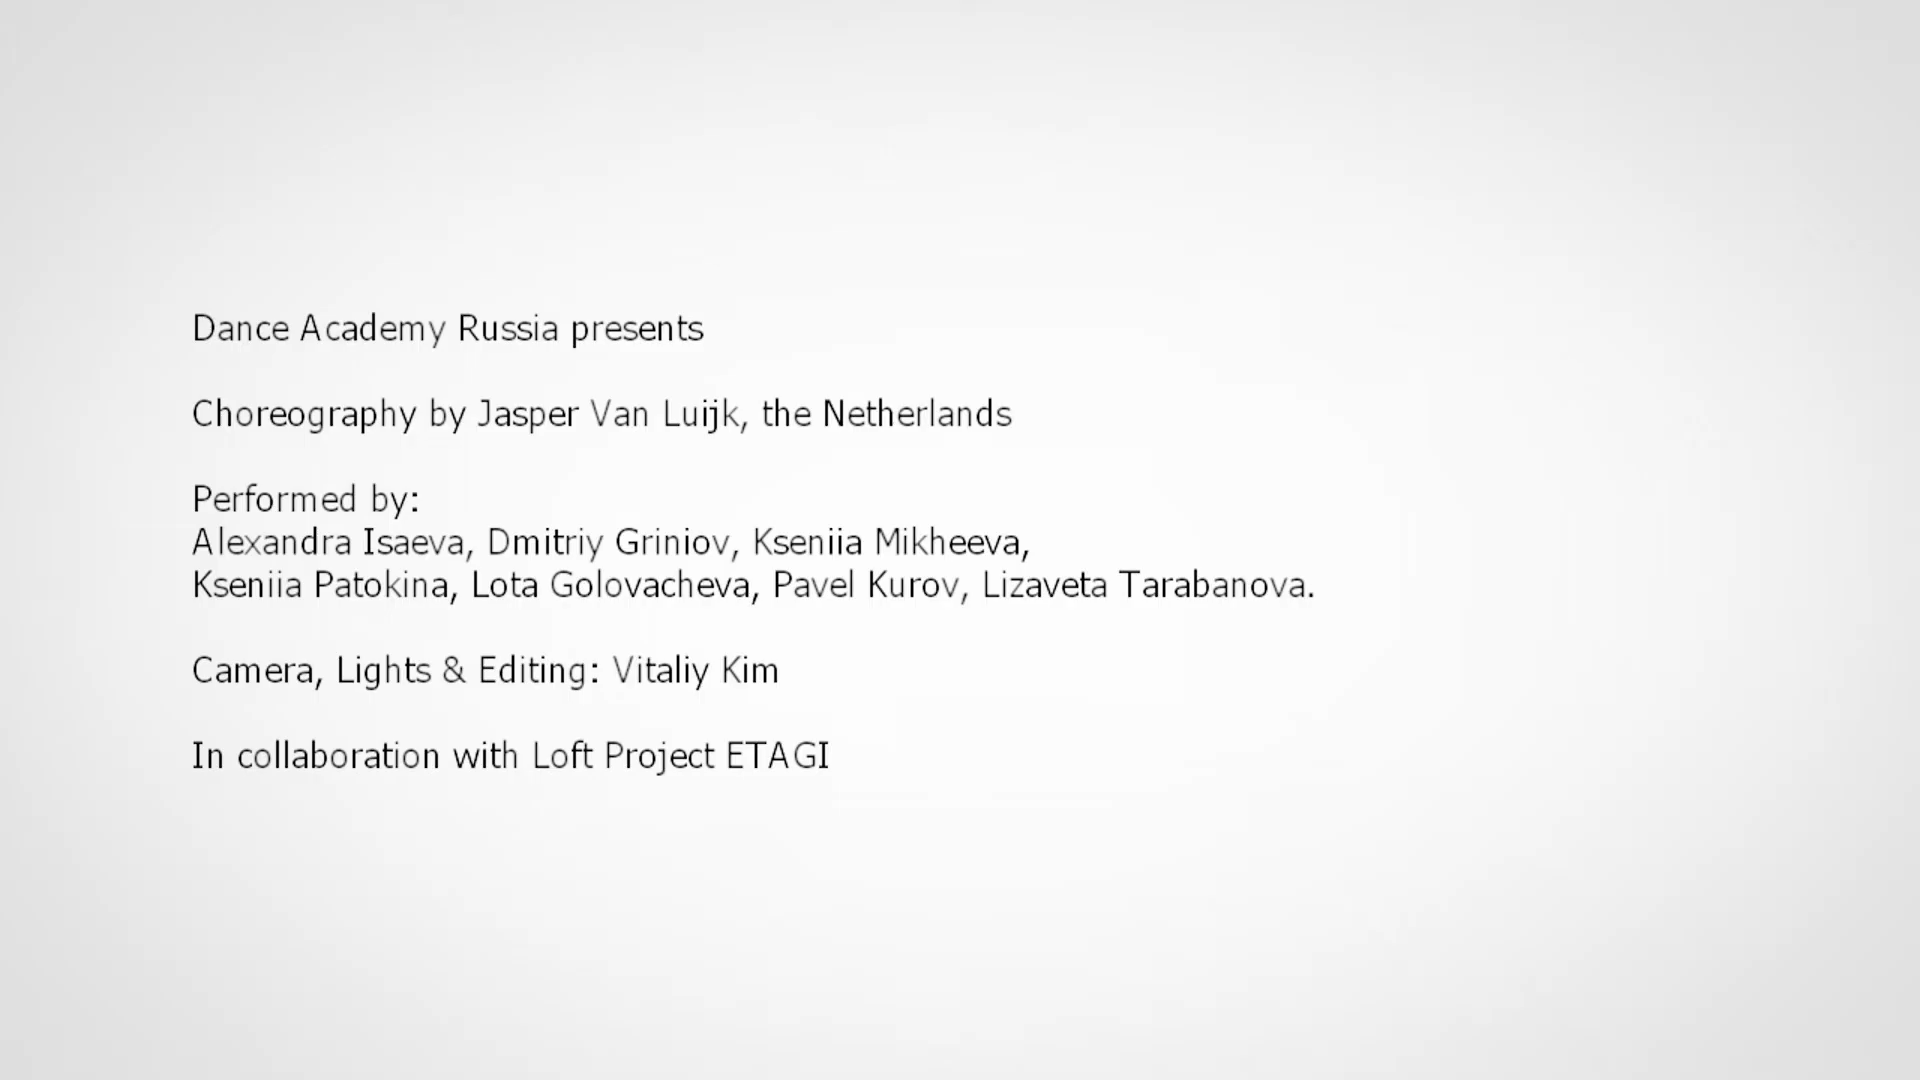 Dance Academy Russia presents
Choreography by Jasper Van Luijk, the Netherlands
Performed by:
Alexandra Isaeva, Dmitriy Griniov, Kseniia Mikheeva,
Kseniia Patokina, Lota Golovacheva, Pavel Kurov, Lizaveta Tarabanova.
Camera, Lights & Editing: Vitaliy Kim
In collaboration with Loft Project ETAGI